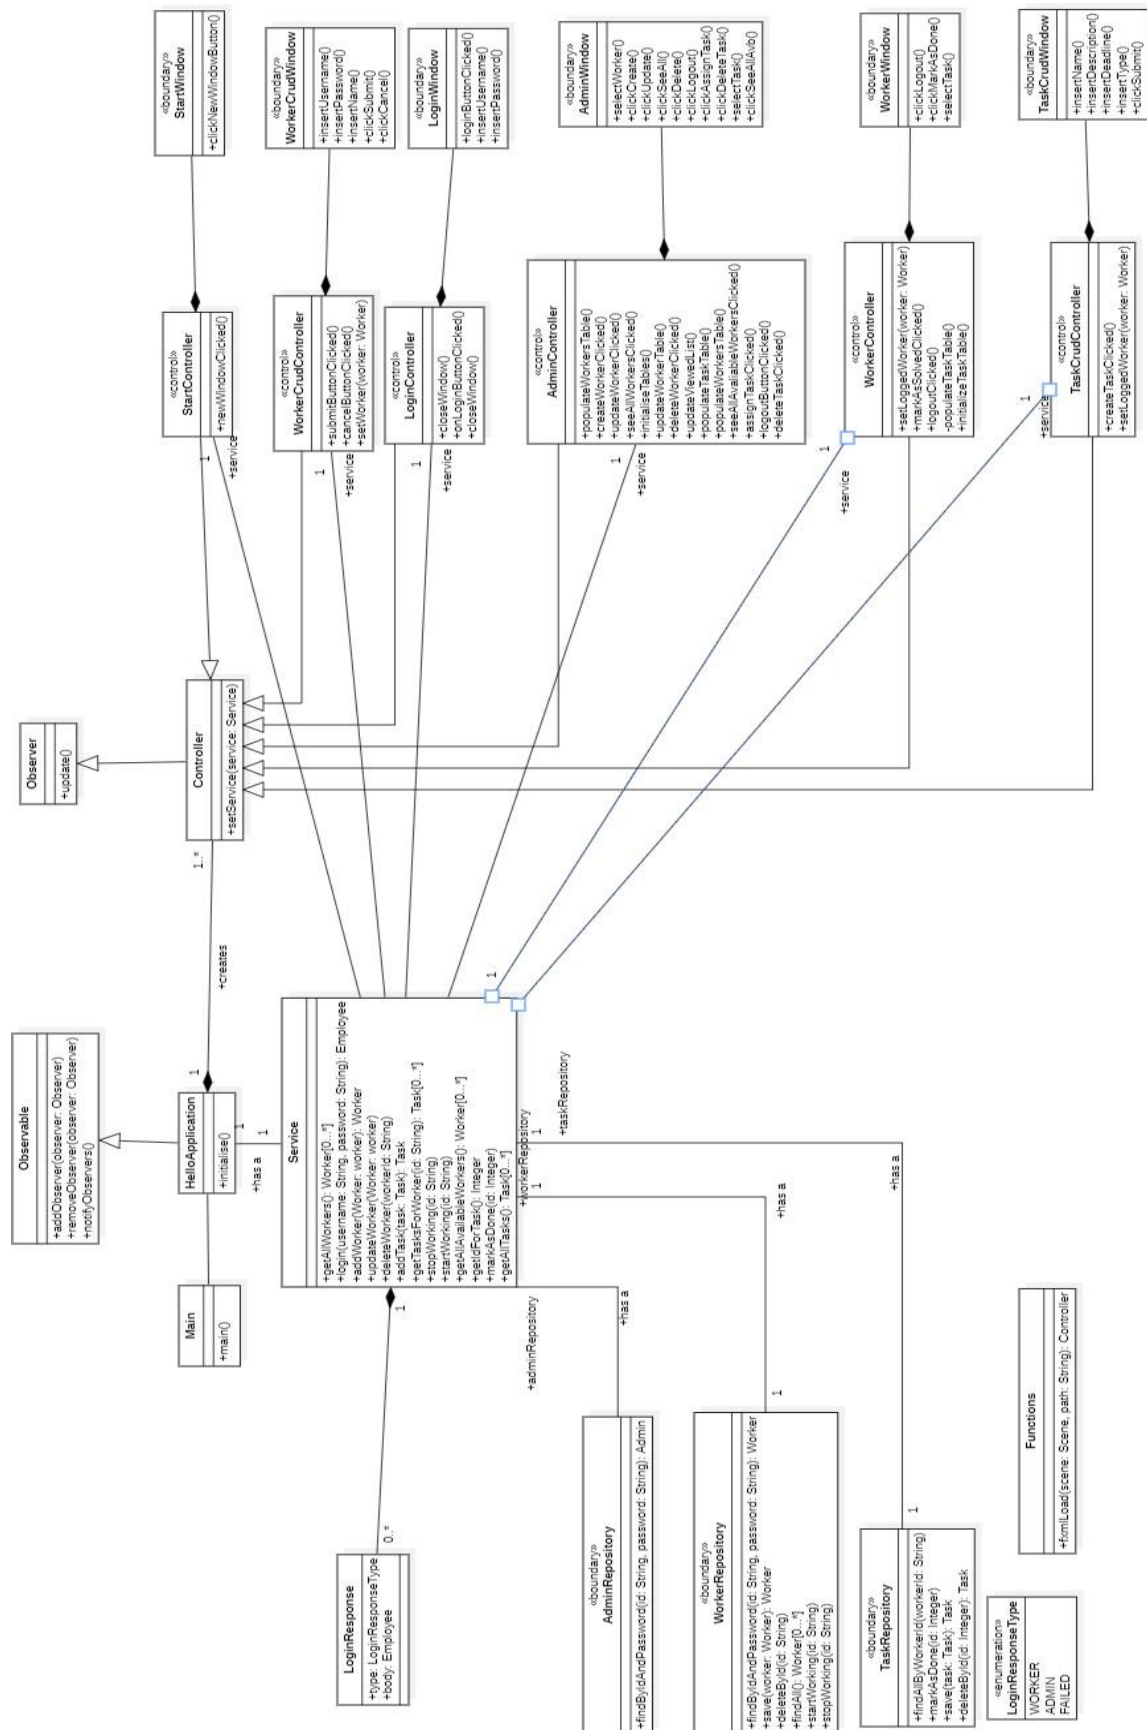 «boundary»
StartWindow
+clickNewWindowButton()
«boundary»
WorkerCrudWindow
+insertUsername()
+insertPassword()
+insertName()
+clickSubmit()
+clickCancel()
«boundary»
LoginWindow
+loginButtonClicked()
+insertUsername()
+insertPassword()
«boundary»
AdminWindow
+selectWorker()
+clickCreate()
+clickUpdate()
+clickSeeAll()
+clickDelete()
+clickLogout()
+clickAssignTask()
+clickDeleteTask()
+selectTask()
+clickSeeAllAvb()
«boundary»
WorkerWindow
+clickLogout()
+clickMarkAsDone()
+selectTask()
«boundary»
TaskCrudWindow
+insertName()
+insertDescription()
+insertDeadline()
+insertType()
+clickSubmit()
«control»
StartController
+newWindowClicked()
1
+service
«control»
WorkerCrudController
+submitButtonClicked()
+cancelButtonClicked()
+setWorker(worker: Worker)
1
+service
«control»
LoginController
+closeWindow()
+onLoginButtonClicked()
+closeWindow()
1
+service
«control»
AdminController
+populateWorkersTable()
+createWorkerClicked()
+updateWorkerClicked()
+seeAllWorkersClicked()
+initialiseTables()
+updateWorkerTable()
+deleteWorkerClicked()
+updateViewedList()
+populateTaskTable()
+populateWorkersTable()
+seeAllAvailableWorkersClicked()
+assignTaskClicked()
+logoutButtonClicked()
+deleteTaskClicked()
1
+service
«control»
WorkerController
+setLoggedWorker(worker: Worker)
+markAsSolvedClicked()
+logoutClicked()
-populateTaskTable()
+initializeTaskTable()
1
+service
«control»
TaskCrudController
+createTaskClicked()
+setLoggedWorker(worker: Worker)
1
+service
Observer
+update()
Controller
+setService(service: Service)
1..*
+creates
1
Observable
+addObserver(observer: Observer)
+removeObserver(observer: Observer)
+notifyObservers()
HelloApplication
+initialise()
1
+has a
1
Main
+main()
Service
+getAllWorkers(): Worker[0...*]
+login(username: String, password: String): Employee
+addWorker(Worker: worker): Worker
+updateWorker(Worker: worker)
+deleteWorker(workerId: String)
+addTask(task: Task): Task
+getTasksForWorker(id: String): Task[0...*]
+stopWorking(id: String)
+startWorking(id: String)
+getAllAvailableWorkers(): Worker[0...*]
+getIdForTask(): Integer
+markAsDone(id: Integer)
+getAllTasks(): Task[0...*]
1
1
+adminRepository
+has a
+workerRepository
1
+has a
1
+taskRepository
1
+has a
1
LoginResponse
+type: LoginResponseType
+body: Employee
0..*
«boundary»
AdminRepository
+findByIdAndPassword(id: String, password: String): Admin
«boundary»
WorkerRepository
+findByIdAndPassword(id: String, password: String): Worker
+save(worker: Worker): Worker
+deleteById(id: String)
+findAll(): Worker[0...*]
+startWorking(id: String)
+stopWorking(id: String)
«boundary»
TaskRepository
+findAllByWorkerId(workerId: String)
+markAsDone(id: Integer)
+save(task: Task): Task
+deleteById(id: Integer): Task
«enumeration»
LoginResponseType
WORKER
ADMIN
FAILED
Functions
+fxmlLoad(scene: Scene, path: String): Controller